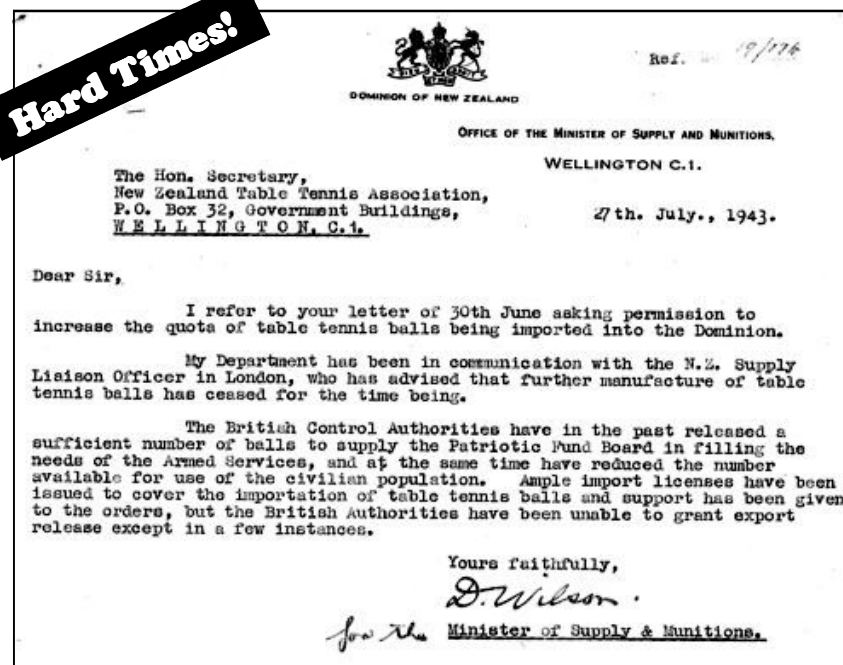 Hard Times!
Ref. 19/176
DOMINION OF NEW ZEALAND
OFFICE OF THE MINISTER OF SUPPLY AND MUNITIONS,
WELLINGTON C.1.
The Hon. Secretary,
New Zealand Table Tennis Association,
P.O. Box 32, Government Buildings,
WELLINGTON. C.1.
27th. July., 1943.
Dear Sir,
I refer to your letter of 30th June asking permission to
increase the quota of table tennis balls being imported into the Dominion.
My Department has been in communication with the N.Z. Supply
Liaison Officer in London, who has advised that further manufacture of table
tennis balls has ceased for the time being.
The British Control Authorities have in the past released a
sufficient number of balls to supply the Patriotic Fund Board in filling the
needs of the Armed Services, and at the same time have reduced the number
available for use of the civilian population. Ample import licenses have been
issued to cover the importation of table tennis balls and support has been given
to the orders, but the British Authorities have been unable to grant export
release except in a few instances.
Yours faithfully,
D. Wilson.
for the Minister of Supply & Munitions.